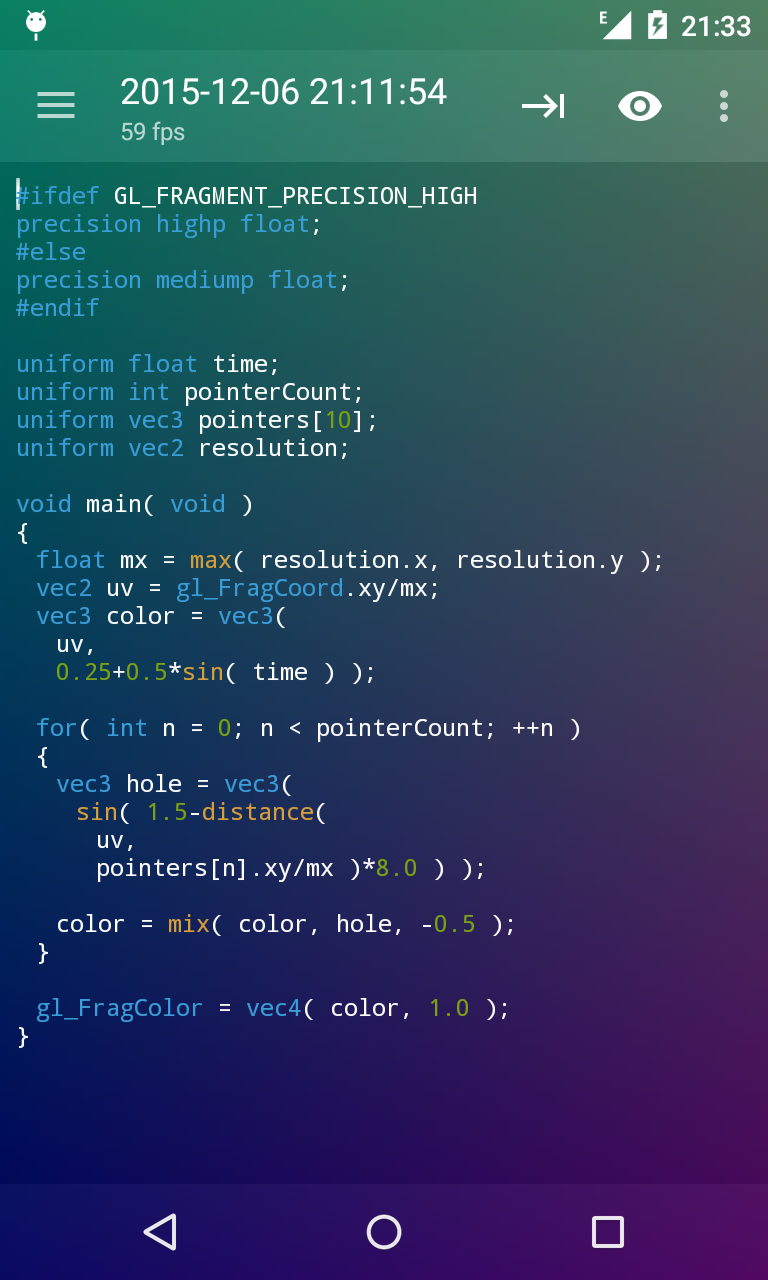 E 21:33
2015-12-06 21:11:54
59 fps
#ifdef GL_FRAGMENT_PRECISION_HIGH
precision highp float;
#else
precision mediump float;
#endif
uniform float time;
uniform int pointerCount;
uniform vec3 pointers[10];
uniform vec2 resolution;
void main( void )
{
float mx = max( resolution.x, resolution.y );
vec2 uv = gl_FragCoord.xy/mx;
vec3 color = vec3(
uv,
0.25+0.5*sin( time ) );
for( int n = 0; n < pointerCount; ++n )
{
vec3 hole = vec3(
sin( 1.5-distance(
uv,
pointers[n].xy/mx )*8.0 ) );
color = mix( color, hole, -0.5 );
}
gl_FragColor = vec4( color, 1.0 );
}